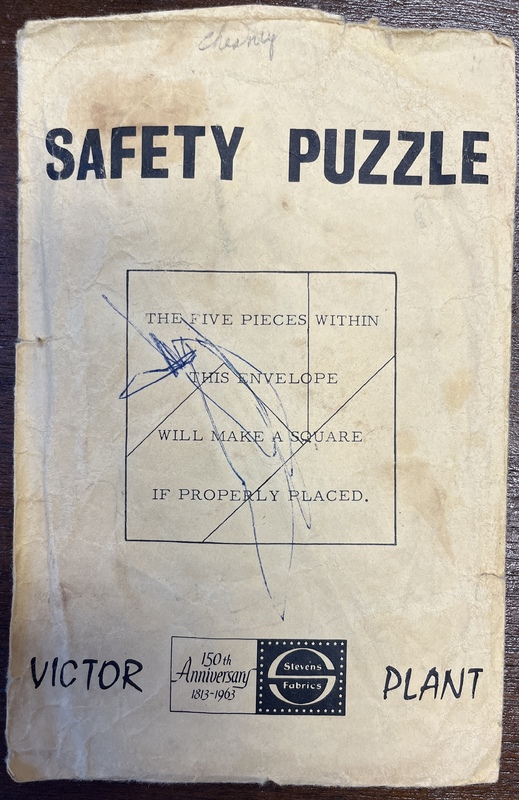 Chesney
SAFETY PUZZLE
THE FIVE PIECES WITHIN
THIS ENVELOPE
WILL MAKE A SQUARE
IF PROPERLY PLACED.
VICTOR
150th
Anniversary
1813-1963
Stevens
Fabrics
PLANT